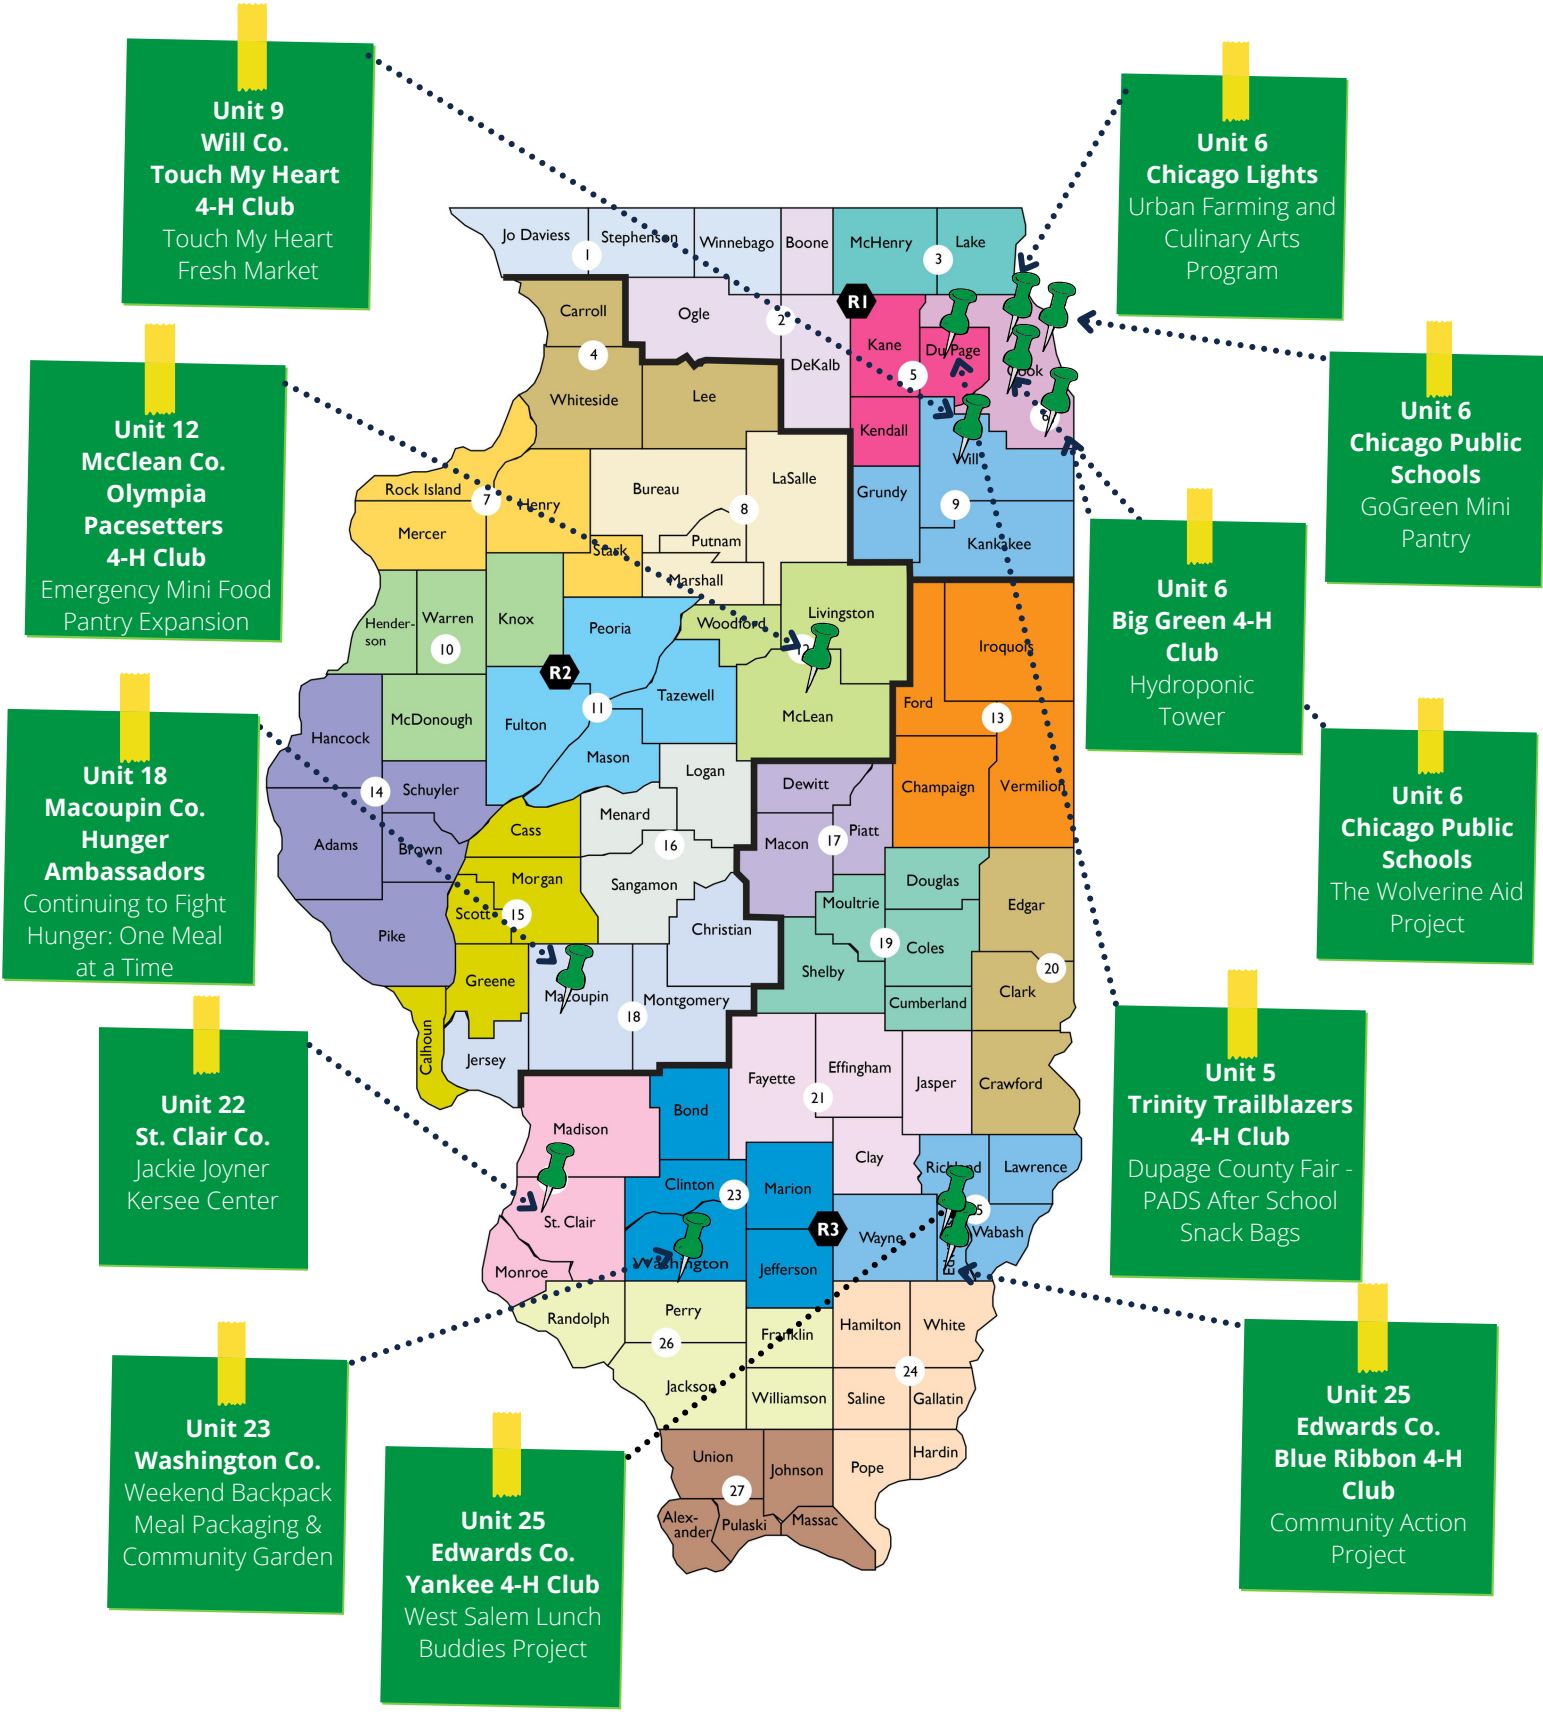 Unit 9
Will Co.
Touch My Heart
4-H Club
Touch My Heart
Fresh Market
Unit 6
Chicago Lights
Urban Farming and
Culinary Arts
Program
Unit 12
McClean Co.
Olympia
Pacesetters
4-H Club
Emergency Mini Food
Pantry Expansion
Unit 6
Chicago Public
Schools
GoGreen Mini
Pantry
Unit 6
Big Green 4-H
Club
Hydroponic
Tower
Unit 18
Macoupin Co.
Hunger
Ambassadors
Continuing to Fight
Hunger: One Meal
at a Time
Unit 6
Chicago Public
Schools
The Wolverine Aid
Project
Unit 22
St. Clair Co.
Jackie Joyner
Kersee Center
Unit 5
Trinity Trailblazers
4-H Club
Dupage County Fair -
PADS After School
Snack Bags
Unit 23
Washington Co.
Weekend Backpack
Meal Packaging &
Community Garden
Unit 25
Edwards Co.
Yankee 4-H Club
West Salem Lunch
Buddies Project
Unit 25
Edwards Co.
Blue Ribbon 4-H
Club
Community Action
Project
Jo Daviess
Stephenson
Winnebago
Boone
McHenry
Lake
1
3
Carroll
Ogle
2
R1
4
DeKalb
Kane
DuPage
Cook
5
Whiteside
Lee
Kendall
6
Will
Rock Island
7
Henry
Bureau
LaSalle
8
Grundy
9
Mercer
Putnam
Kankakee
Stark
Marshall
Hender-
son
Warren
Knox
Peoria
Woodford
Livingston
10
12
Iroquois
R2
Tazewell
McLean
Ford
13
McDonough
Fulton
11
Hancock
Mason
Logan
Dewitt
Champaign
Vermilion
14
Schuyler
Menard
Cass
Piatt
Adams
Brown
16
Macon
17
Sangamon
Morgan
Douglas
Scott
15
Moultrie
Edgar
Pike
Christian
19
Coles
Shelby
20
Greene
Macoupin
Montgomery
Clark
Cumberland
18
Calhoun
Jersey
Fayette
Effingham
Jasper
Crawford
21
Bond
Madison
Clay
Richland
Lawrence
Clinton
23
Marion
St. Clair
R3
Wayne
Wabash
Washington
Jefferson
Monroe
Randolph
Perry
Franklin
Hamilton
White
26
24
Jackson
Williamson
Saline
Gallatin
Union
Johnson
Pope
Hardin
27
Alex-
ander
Pulaski
Massac